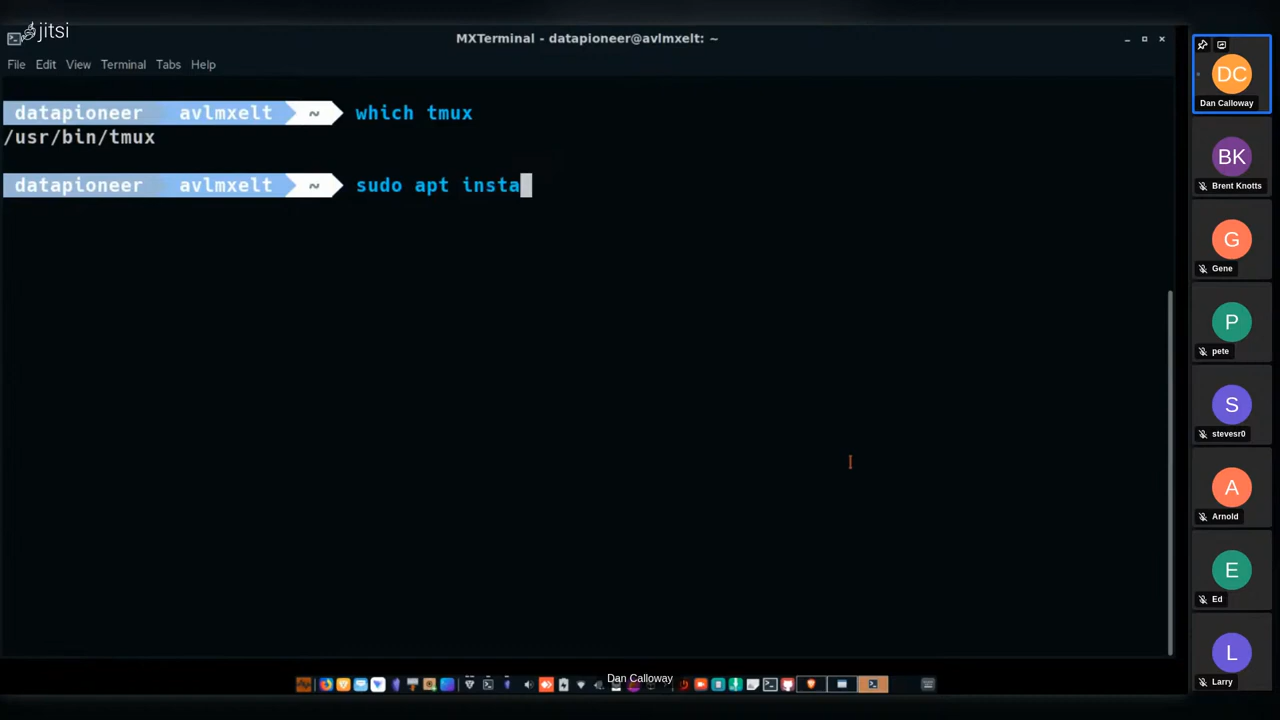 jitsi
MXTerminal - datapioneer@avlmxelt: ~
File Edit View Terminal Tabs Help
datapioneer avlmxelt ~ which tmux
/usr/bin/tmux
datapioneer avlmxelt ~ sudo apt insta
DC
Dan Calloway
BK
Brent Knotts
G
Gene
P
pete
S
stevesr0
A
Arnold
E
Ed
L
Larry
Dan Calloway